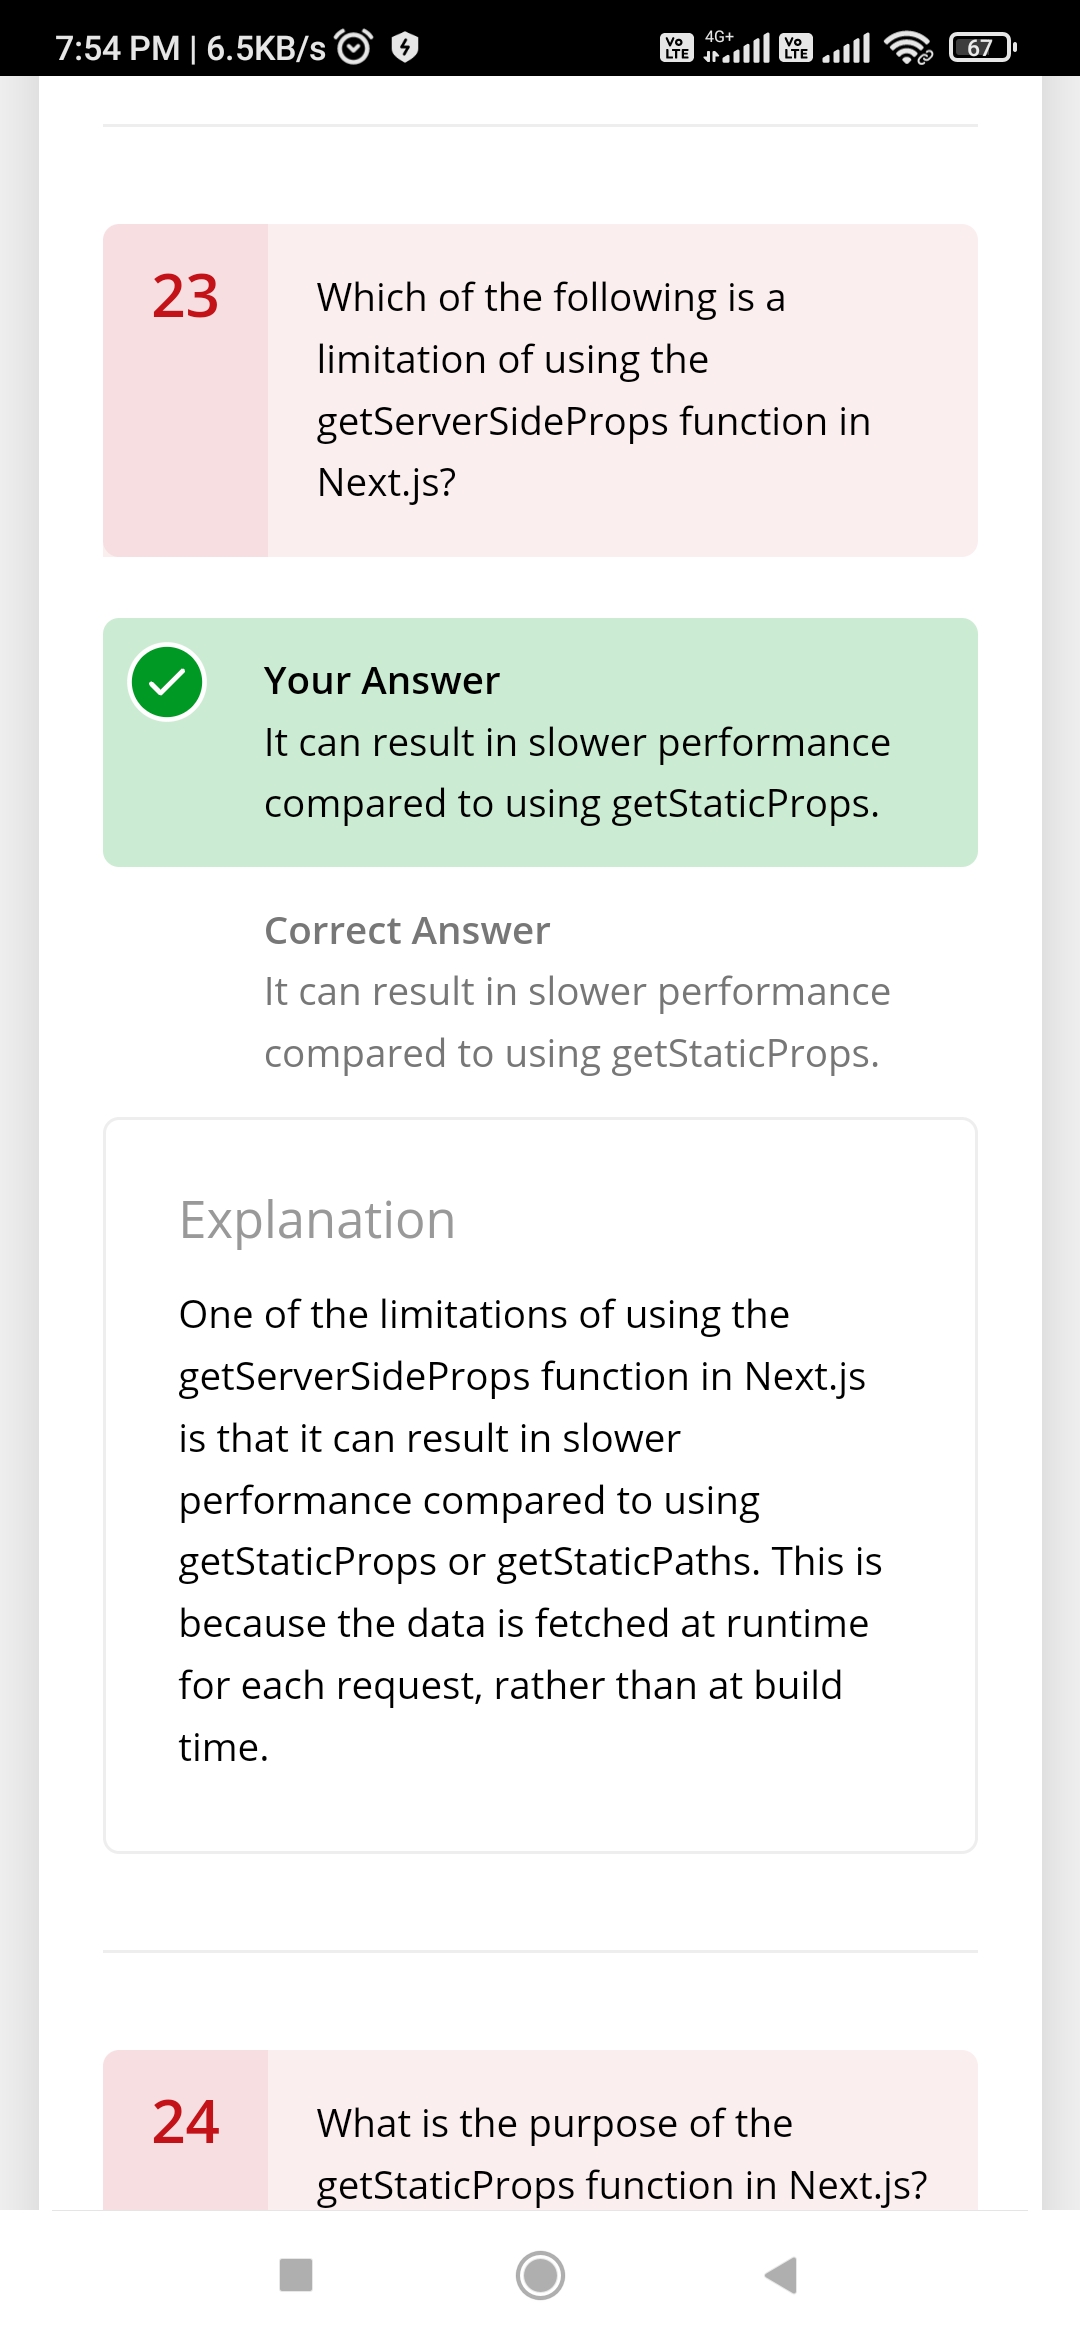 7:54 PM | 6.5KB/s Vo LTE 4G+ Vo LTE 67
23
Which of the following is a
limitation of using the
getServerSideProps function in
Next.js?
Your Answer
It can result in slower performance
compared to using getStaticProps.
Correct Answer
It can result in slower performance
compared to using getStaticProps.
Explanation
One of the limitations of using the
getServerSideProps function in Next.js
is that it can result in slower
performance compared to using
getStaticProps or getStaticPaths. This is
because the data is fetched at runtime
for each request, rather than at build
time.
24
What is the purpose of the
getStaticProps function in Next.js?